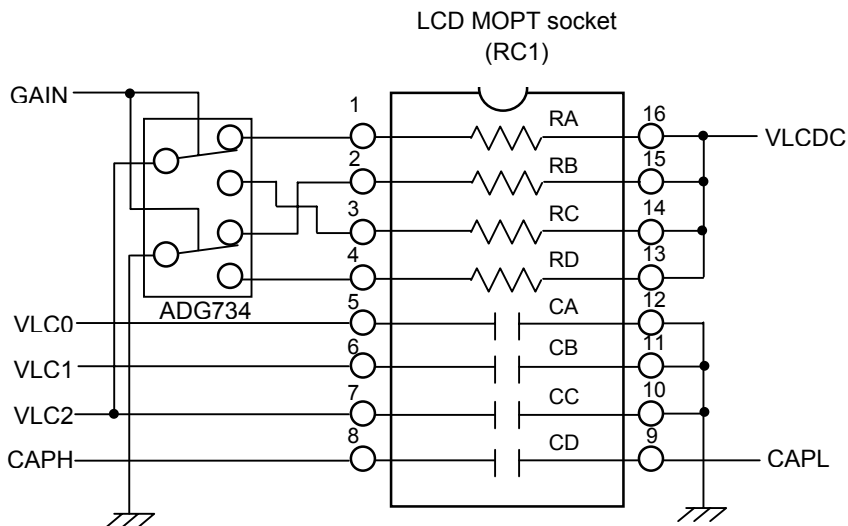 LCD MOPT socket
(RC1)
GAIN
1
RA
16
VLCDC
2
RB
15
3
RC
14
4
RD
13
ADG734
5
CA
12
VLC0
6
CB
11
VLC1
7
CC
10
VLC2
8
CD
9
CAPH
CAPL